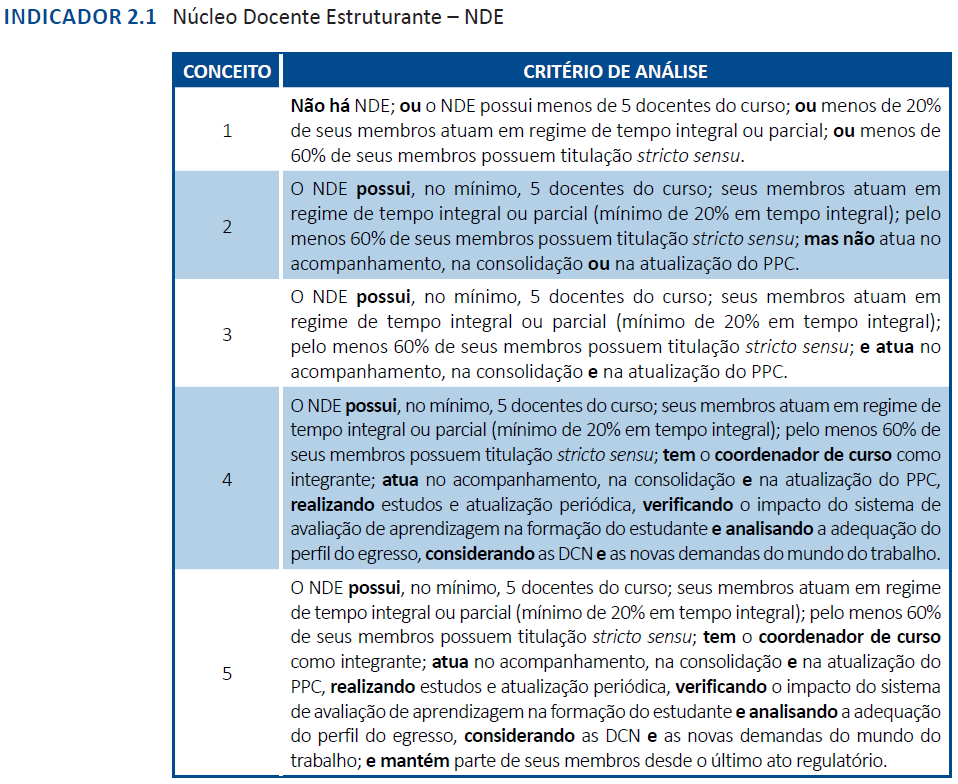 INDICADOR 2.1 Núcleo Docente Estruturante – NDE
CONCEITO CRITÉRIO DE ANÁLISE
1
Não há NDE; ou o NDE possui menos de 5 docentes do curso; ou menos de 20%
de seus membros atuam em regime de tempo integral ou parcial; ou menos de
60% de seus membros possuem titulação stricto sensu.
2
O NDE possui, no mínimo, 5 docentes do curso; seus membros atuam em
regime de tempo integral ou parcial (mínimo de 20% em tempo integral); pelo
menos 60% de seus membros possuem titulação stricto sensu; mas não atua no
acompanhamento, na consolidação ou na atualização do PPC.
3
O NDE possui, no mínimo, 5 docentes do curso; seus membros atuam em
regime de tempo integral ou parcial (mínimo de 20% em tempo integral);
pelo menos 60% de seus membros possuem titulação stricto sensu; e atua no
acompanhamento, na consolidação e na atualização do PPC.
4
O NDE possui, no mínimo, 5 docentes do curso; seus membros atuam em regime de
tempo integral ou parcial (mínimo de 20% em tempo integral); pelo menos 60% de
seus membros possuem titulação stricto sensu; tem o coordenador de curso como
integrante; atua no acompanhamento, na consolidação e na atualização do PPC,
realizando estudos e atualização periódica, verificando o impacto do sistema de
avaliação de aprendizagem na formação do estudante e analisando a adequação do
perfil do egresso, considerando as DCN e as novas demandas do mundo do trabalho.
5
O NDE possui, no mínimo, 5 docentes do curso; seus membros atuam em regime
de tempo integral ou parcial (mínimo de 20% em tempo integral); pelo menos 60%
de seus membros possuem titulação stricto sensu; tem o coordenador de curso
como integrante; atua no acompanhamento, na consolidação e na atualização do
PPC, realizando estudos e atualização periódica, verificando o impacto do sistema
de avaliação de aprendizagem na formação do estudante e analisando a adequação
do perfil do egresso, considerando as DCN e as novas demandas do mundo do
trabalho; e mantém parte de seus membros desde o último ato regulatório.